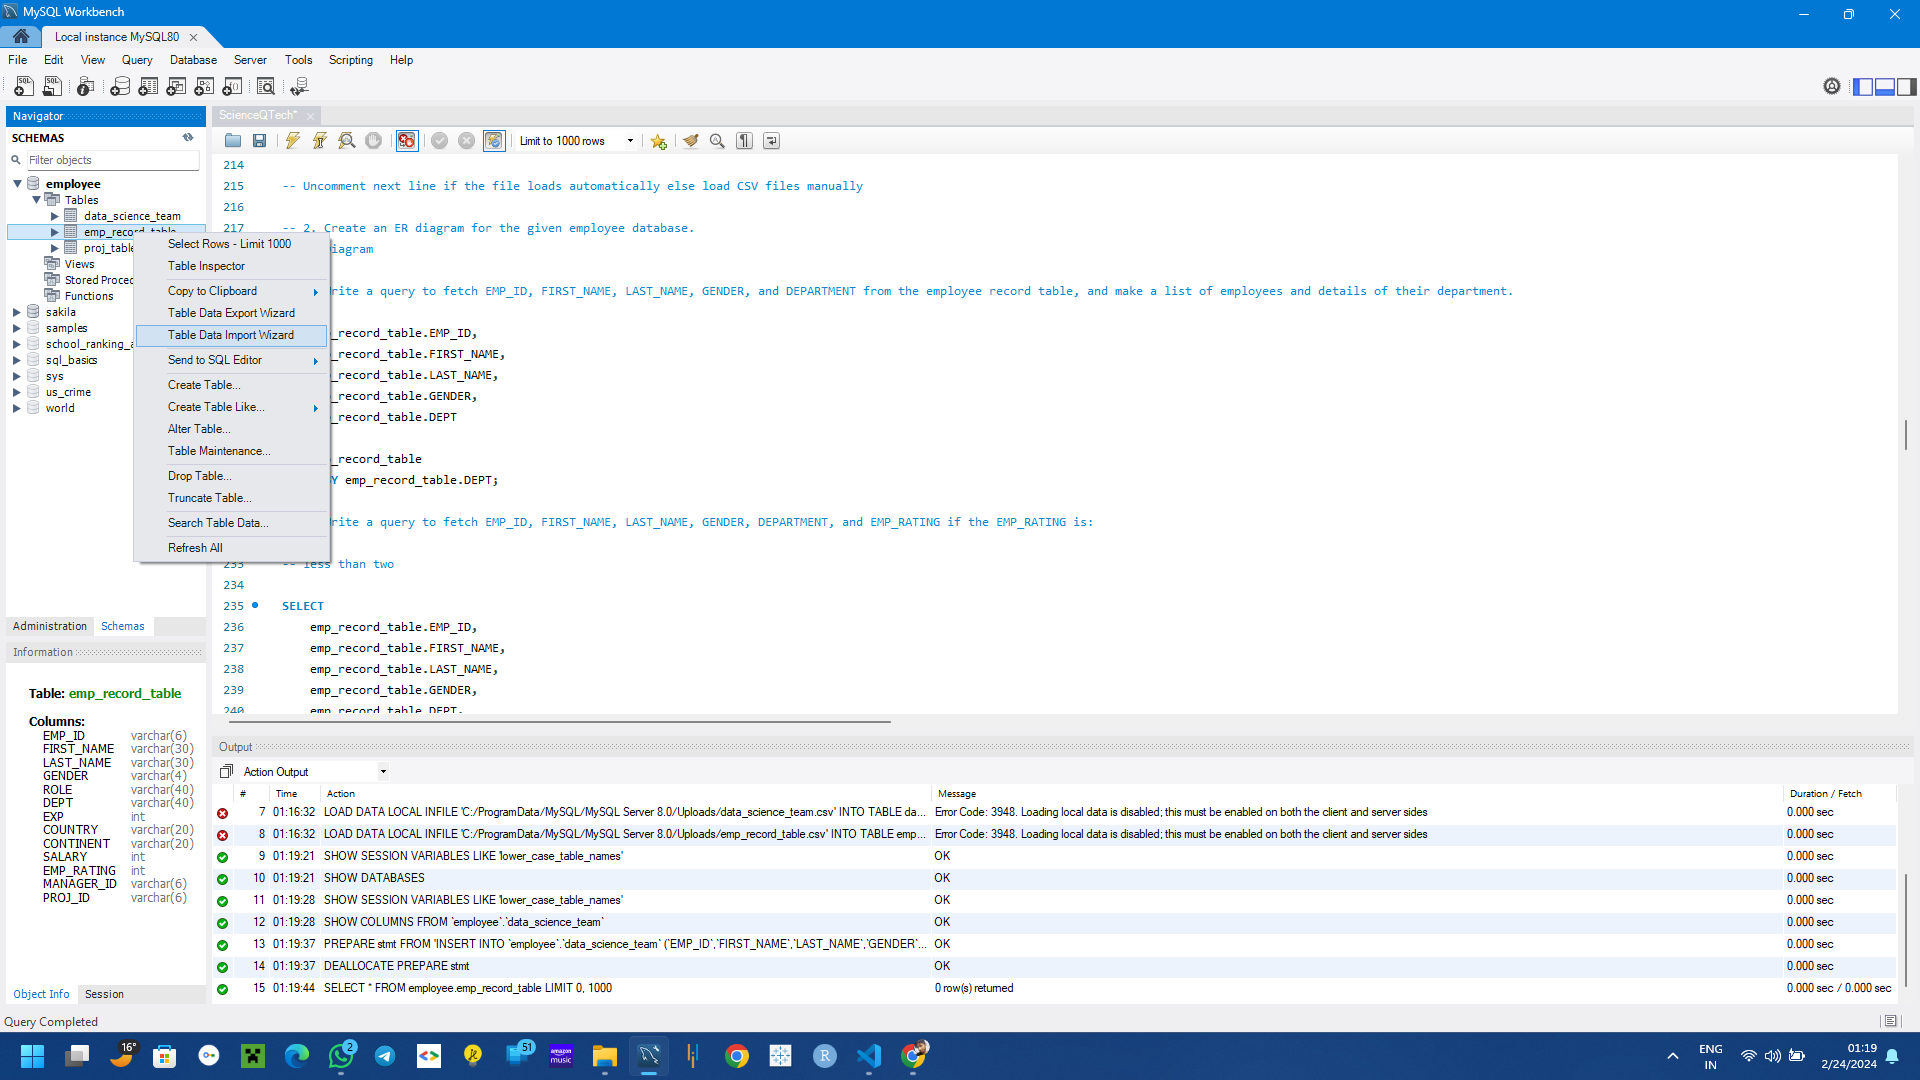 MySQL Workbench
Local instance MySQL80
File Edit View Query Database Server Tools Scripting Help
Navigator
SCHEMAS
Filter objects
employee
Tables
data_science_team
emp_record_table
proj_table
Views
Stored Proced
Functions
sakila
samples
school_ranking_a
sql_basics
sys
us_crime
world
Select Rows - Limit 1000
Table Inspector
Copy to Clipboard
Table Data Export Wizard
Table Data Import Wizard
Send to SQL Editor
Create Table...
Create Table Like...
Alter Table...
Table Maintenance...
Drop Table...
Truncate Table...
Search Table Data...
Refresh All
Administration Schemas
Information
Table: emp_record_table
Columns:
EMP_ID varchar(6)
FIRST_NAME varchar(30)
LAST_NAME varchar(30)
GENDER varchar(4)
ROLE varchar(40)
DEPT varchar(40)
EXP int
COUNTRY varchar(20)
CONTINENT varchar(20)
SALARY int
EMP_RATING int
MANAGER_ID varchar(6)
PROJ_ID varchar(6)
Object Info Session
Query Completed
ScienceQTech*
Limit to 1000 rows
214
215 -- Uncomment next line if the file loads automatically else load CSV files manually
216
217 -- 2. Create an ER diagram for the given employee database.
iagram
rite a query to fetch EMP_ID, FIRST_NAME, LAST_NAME, GENDER, and DEPARTMENT from the employee record table, and make a list of employees and details of their department.
p_record_table.EMP_ID,
p_record_table.FIRST_NAME,
p_record_table.LAST_NAME,
p_record_table.GENDER,
p_record_table.DEPT
p_record_table
Y emp_record_table.DEPT;
rite a query to fetch EMP_ID, FIRST_NAME, LAST_NAME, GENDER, DEPARTMENT, and EMP_RATING if the EMP_RATING is:
233 -- less than two
234
235 SELECT
236 emp_record_table.EMP_ID,
237 emp_record_table.FIRST_NAME,
238 emp_record_table.LAST_NAME,
239 emp_record_table.GENDER,
240 emp_record_table.DEPT,
Output
Action Output
# Time Action Message Duration / Fetch
7 01:16:32 LOAD DATA LOCAL INFILE 'C:/ProgramData/MySQL/MySQL Server 8.0/Uploads/data_science_team.csv' INTO TABLE da... Error Code: 3948. Loading local data is disabled; this must be enabled on both the client and server sides 0.000 sec
8 01:16:32 LOAD DATA LOCAL INFILE 'C:/ProgramData/MySQL/MySQL Server 8.0/Uploads/emp_record_table.csv' INTO TABLE emp... Error Code: 3948. Loading local data is disabled; this must be enabled on both the client and server sides 0.000 sec
9 01:19:21 SHOW SESSION VARIABLES LIKE 'lower_case_table_names' OK 0.000 sec
10 01:19:21 SHOW DATABASES OK 0.000 sec
11 01:19:28 SHOW SESSION VARIABLES LIKE 'lower_case_table_names' OK 0.000 sec
12 01:19:28 SHOW COLUMNS FROM `employee`.`data_science_team` OK 0.000 sec
13 01:19:37 PREPARE stmt FROM 'INSERT INTO `employee`.`data_science_team` (`EMP_ID`,`FIRST_NAME`,`LAST_NAME`,`GENDER`... OK 0.000 sec
14 01:19:37 DEALLOCATE PREPARE stmt OK 0.000 sec
15 01:19:44 SELECT * FROM employee.emp_record_table LIMIT 0, 1000 0 row(s) returned 0.000 sec / 0.000 sec
16°
2
51
amazon music
R
ENG
IN
01:19
2/24/2024